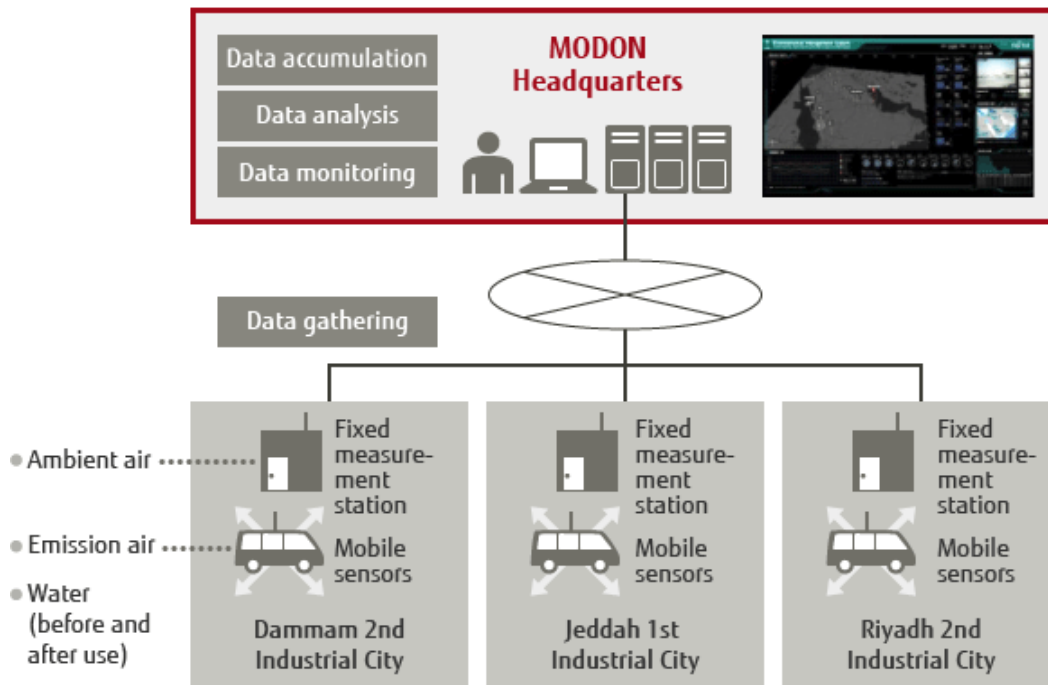 Data accumulation
Data analysis
Data monitoring
MODON
Headquarters
Data gathering
Ambient air
Emission air
Water
(before and
after use)
Fixed
measure-
ment
station
Mobile
sensors
Dammam 2nd
Industrial City
Fixed
measure-
ment
station
Mobile
sensors
Jeddah 1st
Industrial City
Fixed
measure-
ment
station
Mobile
sensors
Riyadh 2nd
Industrial City